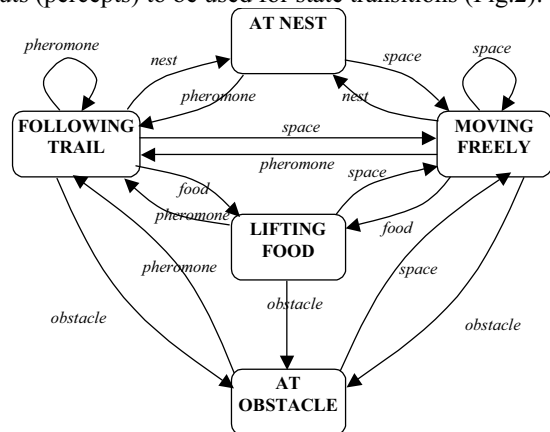 uts (percepts) to be used for state transitions (Fig.2).
AT NEST
pheromone
nest
space
space
pheromone
nest
FOLLOWING
TRAIL
MOVING
FREELY
space
pheromone
food
space
pheromone
food
LIFTING
FOOD
pheromone
space
obstacle
obstacle
obstacle
AT
OBSTACLE